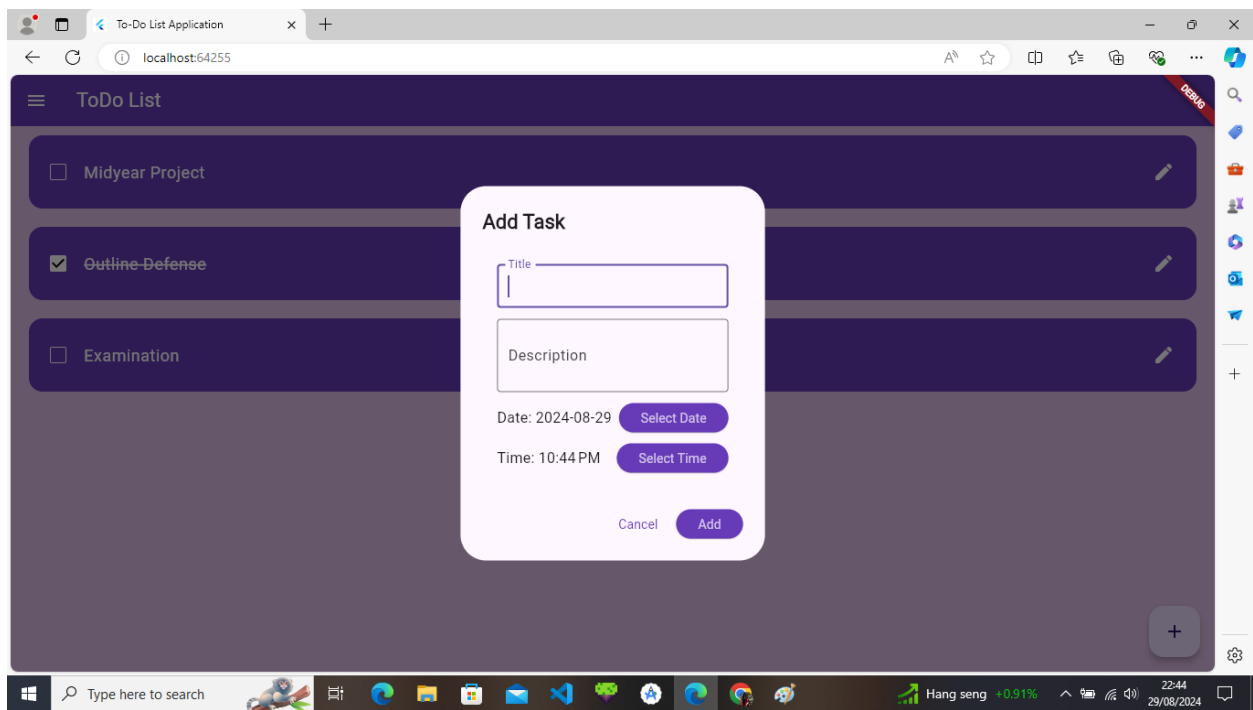 To-Do List Application
localhost:64255
ToDo List
DEBUG
Midyear Project
Outline Defense
Examination
Add Task
Title
Description
Date: 2024-08-29 Select Date
Time: 10:44 PM Select Time
Cancel Add
Type here to search
Hang seng +0.91%
22:44
29/08/2024